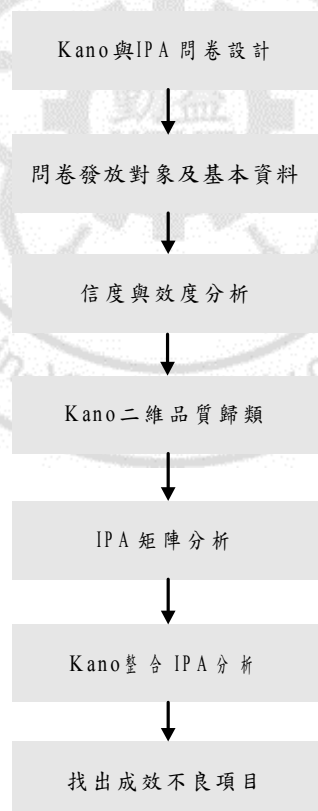 Kano與IPA問卷設計
問卷發放對象及基本資料
信度與效度分析
Kano二維品質歸類
IPA 矩陣分析
Kano整合 IPA分析
找出成效不良項目